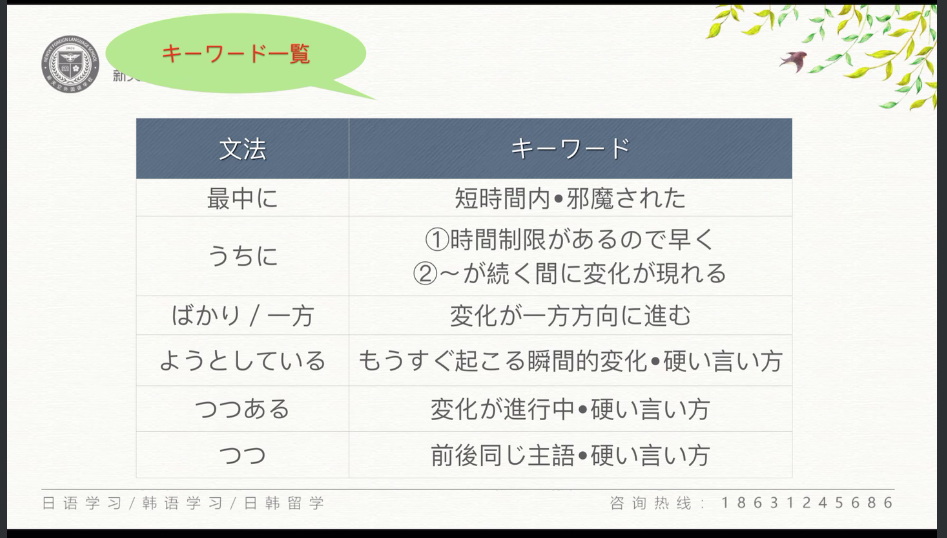 キーワード一覧
文法 キーワード
最中に 短時間内•邪魔された
うちに ①時間制限があるので早く
②～が続く間に変化が現れる
ばかり / 一方 変化が一方方向に進む
ようとしている もうすぐ起こる瞬間的変化•硬い言い方
つつある 変化が進行中•硬い言い方
つつ 前後同じ主語•硬い言い方
日语学习/韩语学习/日韩留学 咨询热线: 18631245686